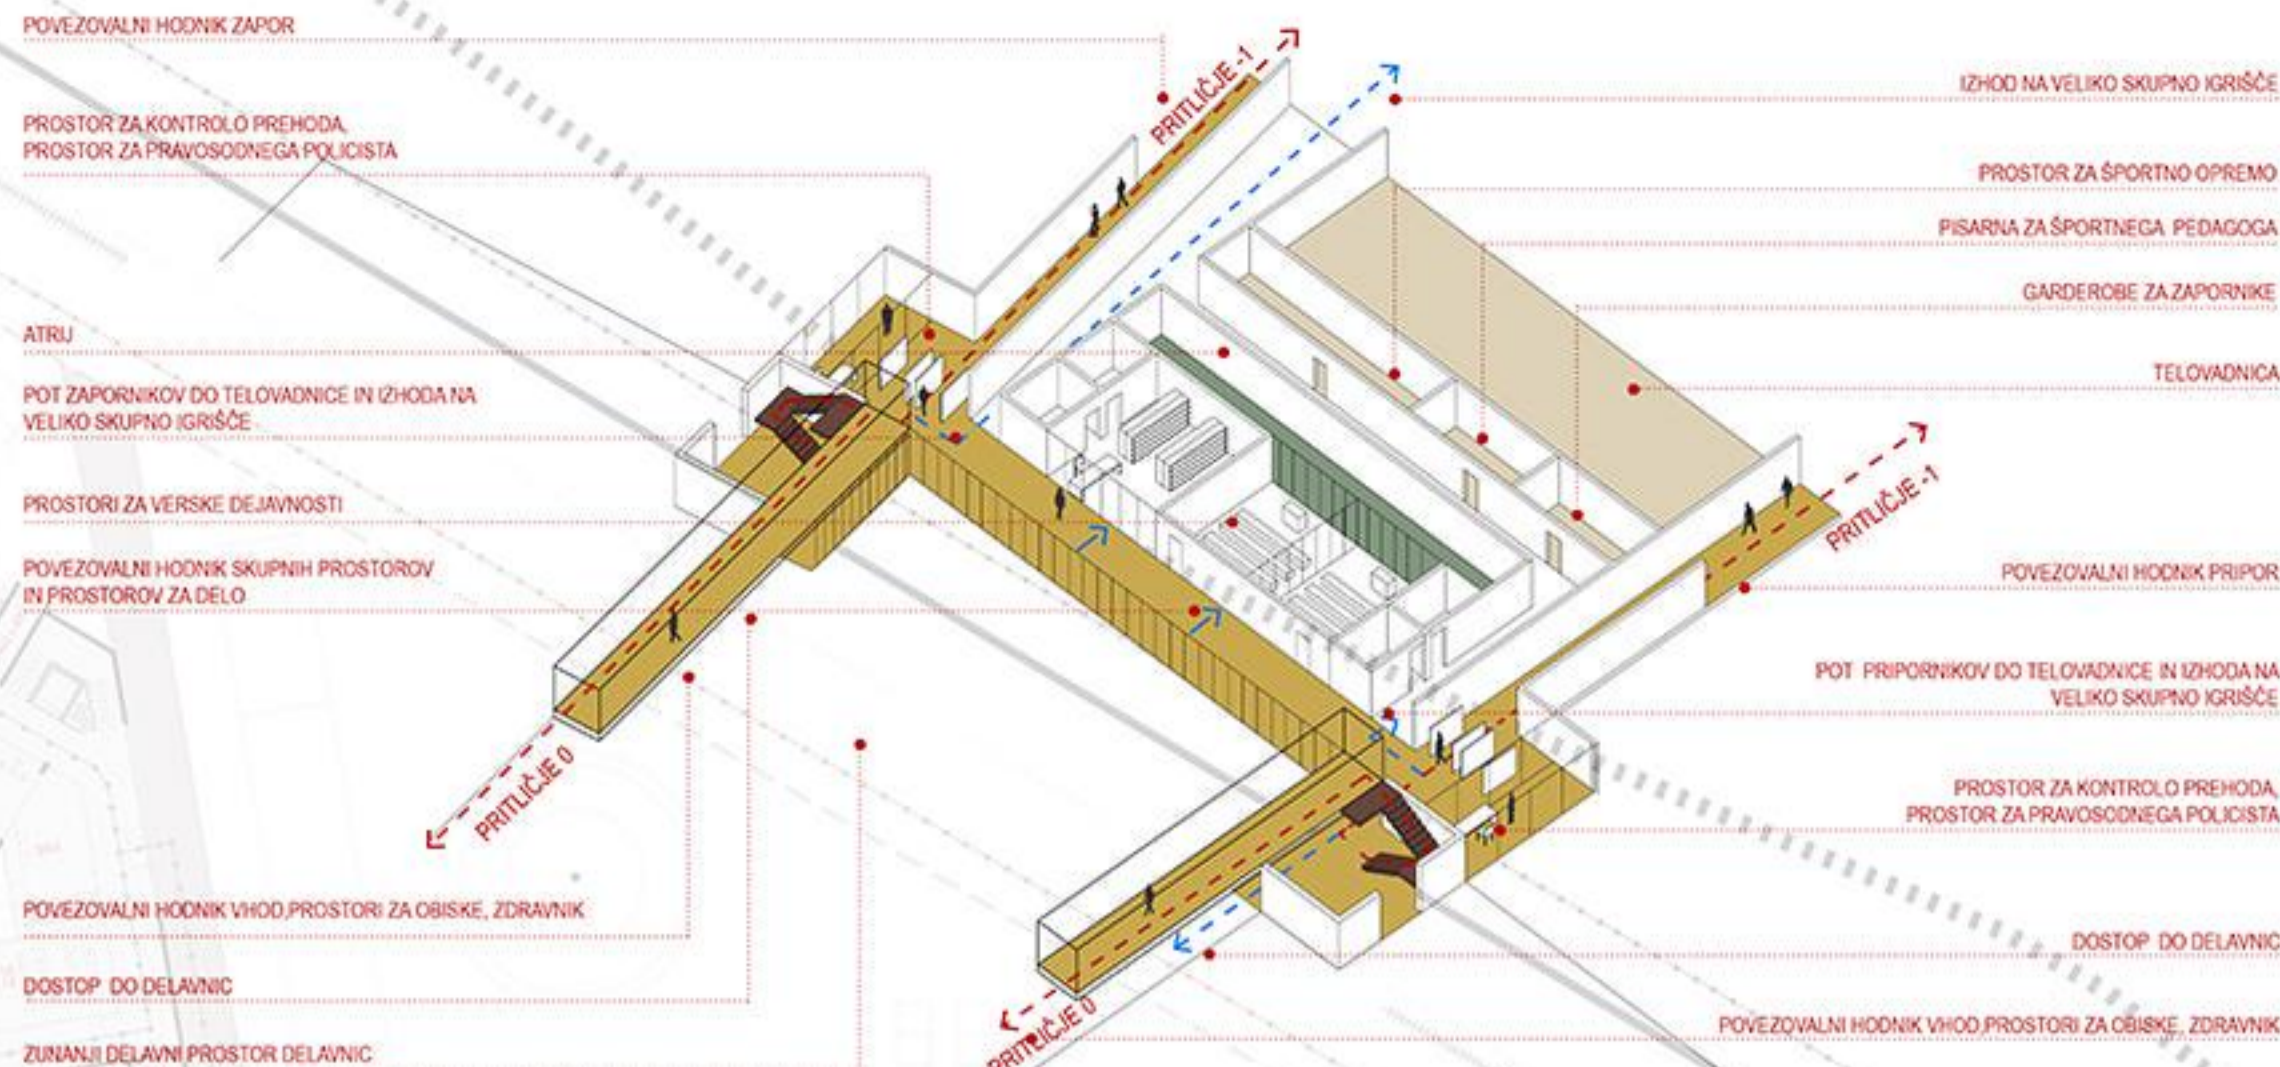 POVEZOVALNI HODNIK ZAPOR
PROSTOR ZA KONTROLO PREHODA,
PROSTOR ZA PRAVOSODNEGA POLICISTA
ATRIJ
POT ZAPORNIKOV DO TELOVADNICE IN IZHODA NA
VELIKO SKUPNO IGRIŠČE
PROSTORI ZA VERSKE DEJAVNOSTI
POVEZOVALNI HODNIK SKUPNIH PROSTOROV
IN PROSTOROV ZA DELO
POVEZOVALNI HODNIK VHOD,PROSTORI ZA OBISKE, ZDRAVNIK
DOSTOP DO DELAVNIC
ZUNANJI DELAVNI PROSTOR DELAVNIC
PRITLIČJE -1
PRITLIČJE 0
PRITLIČJE -1
PRITLIČJE 0
IZHOD NA VELIKO SKUPNO IGRIŠČE
PROSTOR ZA ŠPORTNO OPREMO
PISARNA ZA ŠPORTNEGA PEDAGOGA
GARDEROBE ZA ZAPORNIKE
TELOVADNICA
POVEZOVALNI HODNIK PRIPOR
POT PRIPORNIKOV DO TELOVADNICE IN IZHODA NA
VELIKO SKUPNO IGRIŠČE
PROSTOR ZA KONTROLO PREHODA,
PROSTOR ZA PRAVOSODNEGA POLICISTA
DOSTOP DO DELAVNIC
POVEZOVALNI HODNIK VHOD,PROSTORI ZA OBISKE, ZDRAVNIK